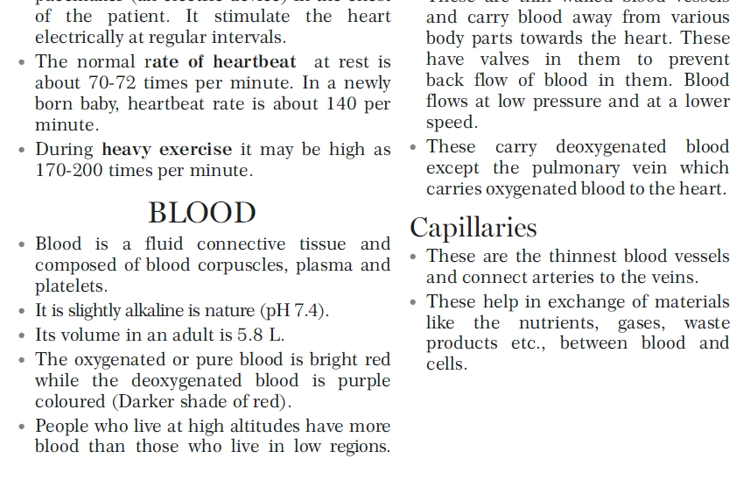 of the patient. It stimulate the heart
electrically at regular intervals.
• The normal rate of heartbeat at rest is
about 70-72 times per minute. In a newly
born baby, heartbeat rate is about 140 per
minute.
• During heavy exercise it may be high as
170-200 times per minute.
BLOOD
• Blood is a fluid connective tissue and
composed of blood corpuscles, plasma and
platelets.
• It is slightly alkaline is nature (pH 7.4).
• Its volume in an adult is 5.8 L.
• The oxygenated or pure blood is bright red
while the deoxygenated blood is purple
coloured (Darker shade of red).
• People who live at high altitudes have more
blood than those who live in low regions.
and carry blood away from various
body parts towards the heart. These
have valves in them to prevent
back flow of blood in them. Blood
flows at low pressure and at a lower
speed.
• These carry deoxygenated blood
except the pulmonary vein which
carries oxygenated blood to the heart.
Capillaries
• These are the thinnest blood vessels
and connect arteries to the veins.
• These help in exchange of materials
like the nutrients, gases, waste
products etc., between blood and
cells.